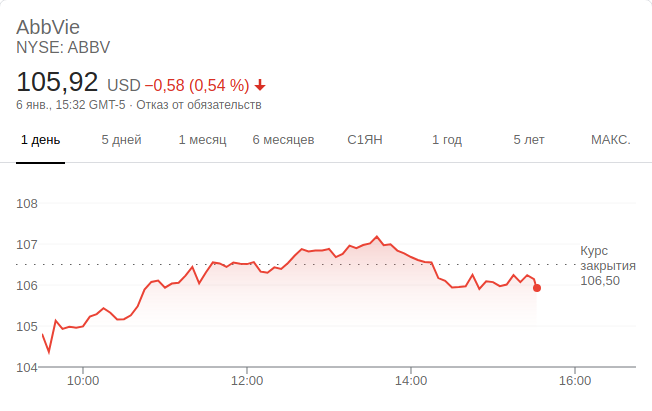 AbbVie
NYSE: ABBV
105,92 USD −0,58 (0,54 %)
6 янв., 15:32 GMT-5 · Отказ от обязательств
1 день 5 дней 1 месяц 6 месяцев С1ЯН 1 год 5 лет МАКС.
108
107
Курс
закрытия
106,50
106
105
104
10:00 12:00 14:00 16:00